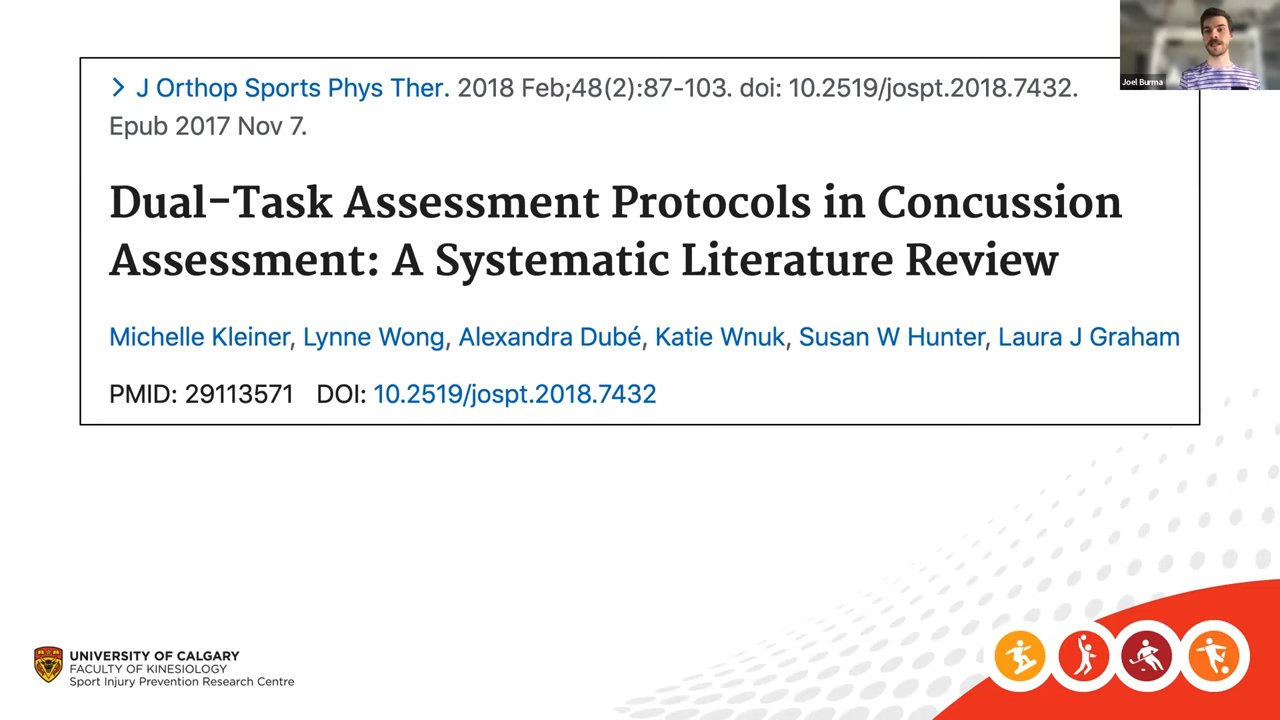 Joel Burma
> J Orthop Sports Phys Ther. 2018 Feb;48(2):87-103. doi: 10.2519/jospt.2018.7432.
Epub 2017 Nov 7.
Dual-Task Assessment Protocols in Concussion
Assessment: A Systematic Literature Review
Michelle Kleiner, Lynne Wong, Alexandra Dubé, Katie Wnuk, Susan W Hunter, Laura J Graham
PMID: 29113571 DOI: 10.2519/jospt.2018.7432
UNIVERSITY OF CALGARY
FACULTY OF KINESIOLOGY
Sport Injury Prevention Research Centre